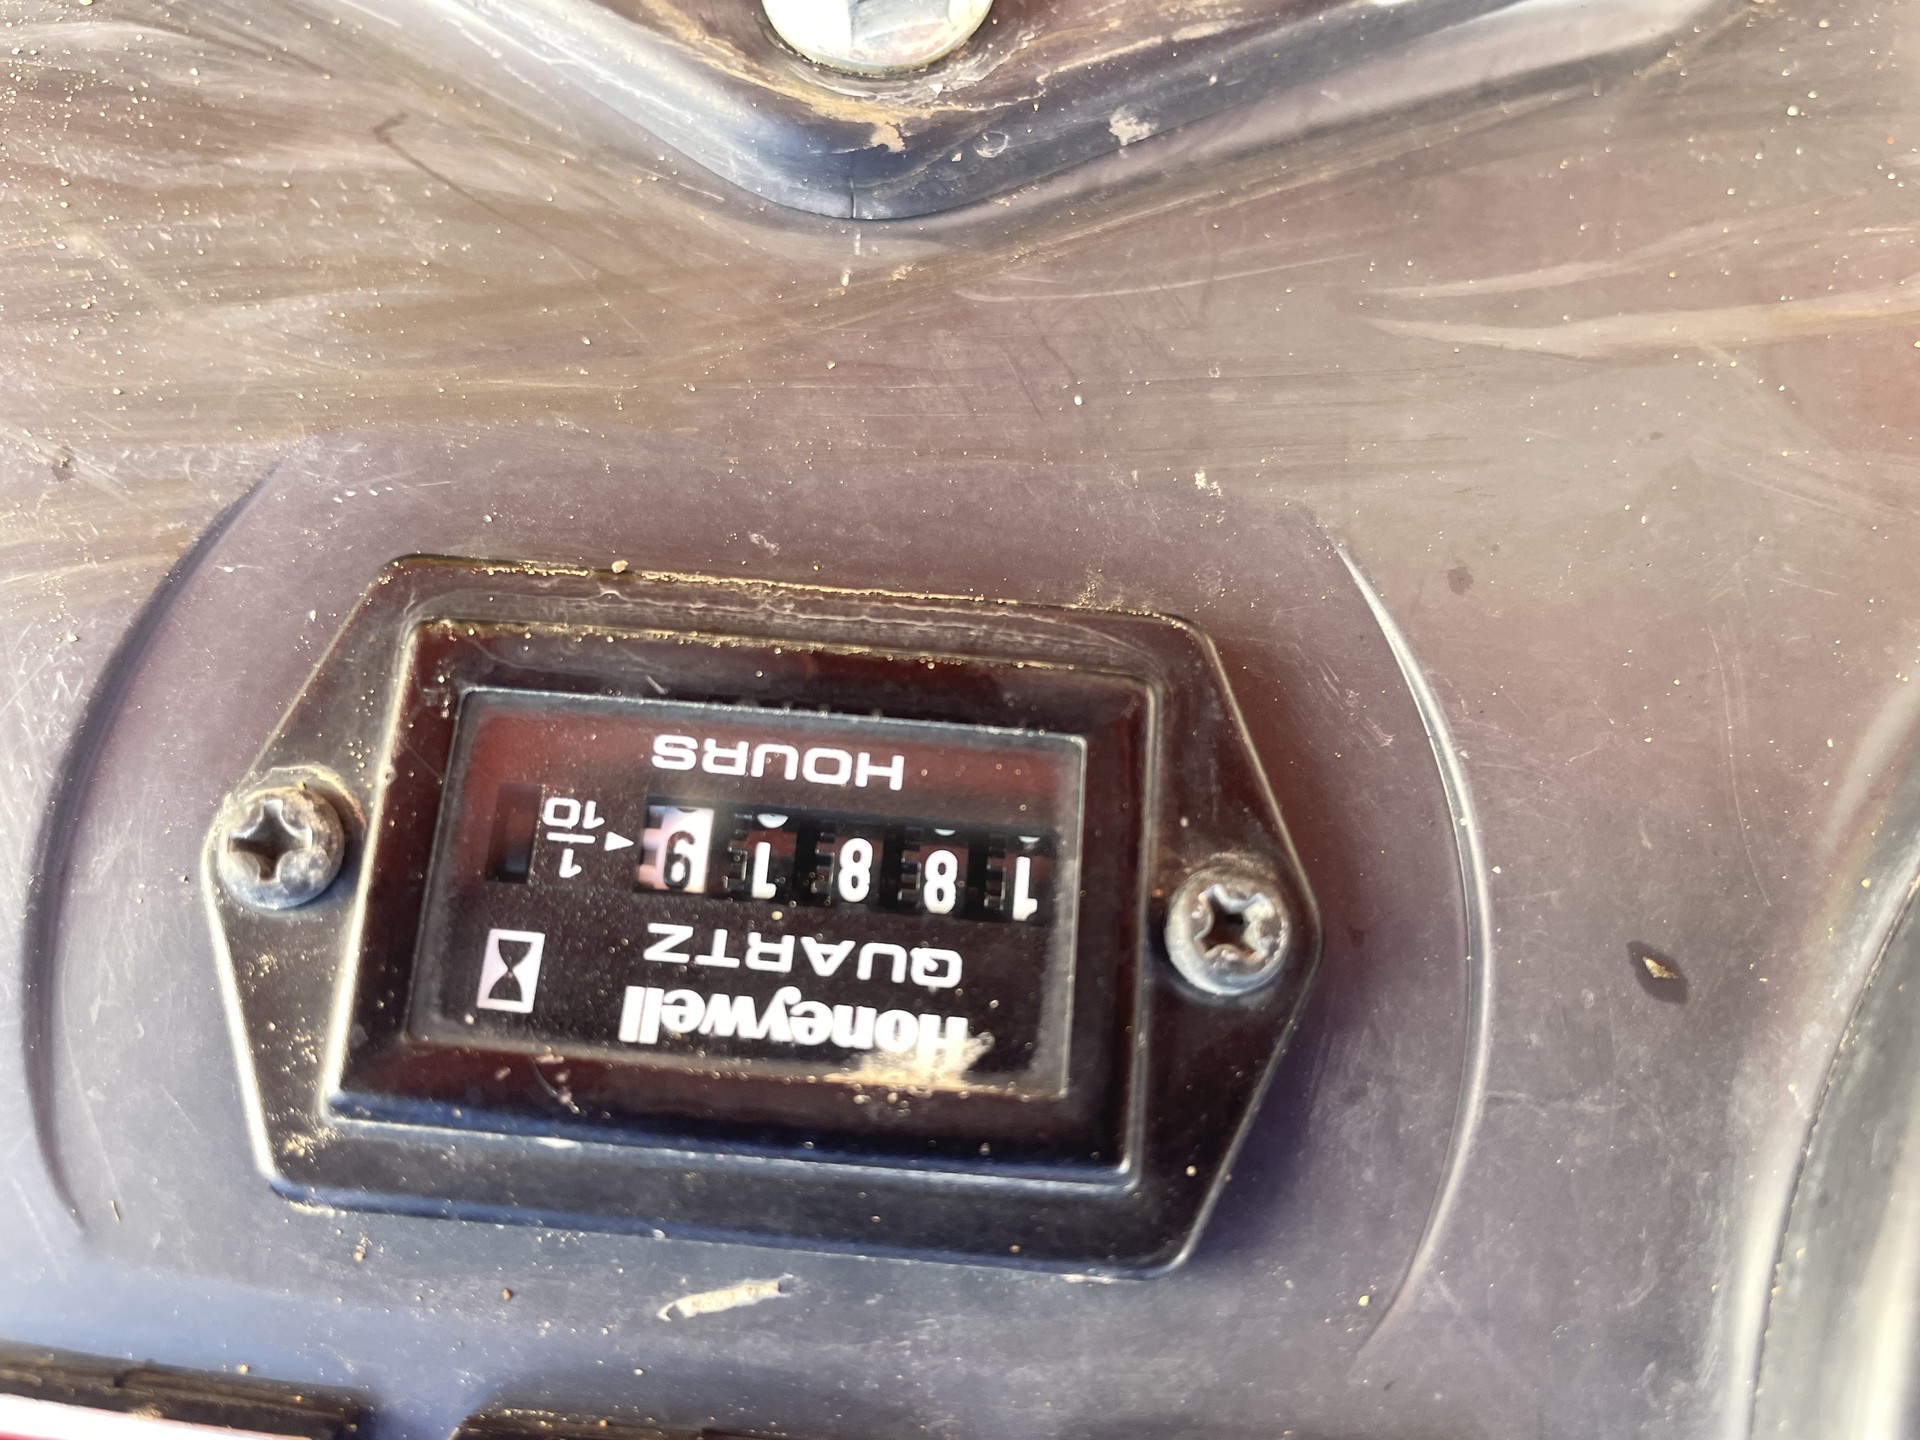 Honeywell
QUARTZ
18816 ◂ 1/10
HOURS